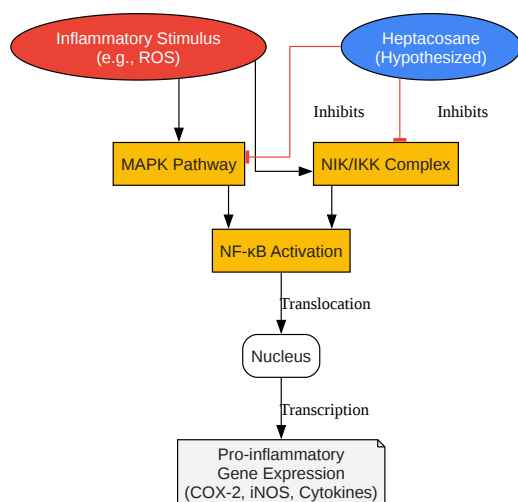 Inflammatory Stimulus
(e.g., ROS)
Heptacosane
(Hypothesized)
Inhibits
Inhibits
MAPK Pathway
NIK/IKK Complex
NF-κB Activation
Translocation
Nucleus
Transcription
Pro-inflammatory
Gene Expression
(COX-2, iNOS, Cytokines)